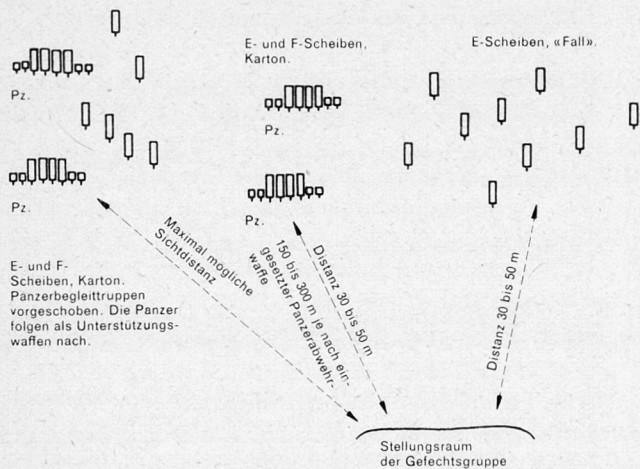 Pz.
Pz.
E- und F-
Scheiben, Karton.
Panzerbegleittruppen
vorgeschoben. Die Panzer
folgen als Unterstützungs-
waffen nach.
Maximal mögliche
Sichtdistanz
E- und F-Scheiben,
Karton.
Pz.
Pz.
Distanz 30 bis 50 m
150 bis 300 m je nach ein-
gesetzter Panzerabwehr-
waffe
E-Scheiben, «Fall».
Distanz 30 bis 50 m
Stellungsraum
der Gefechtsgruppe